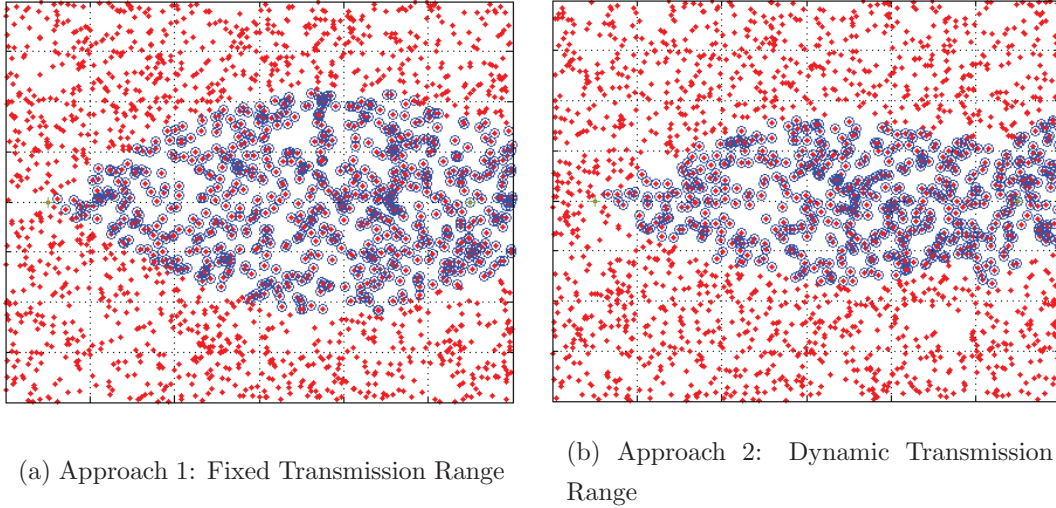 (a) Approach 1: Fixed Transmission Range
(b) Approach 2: Dynamic Transmission
Range